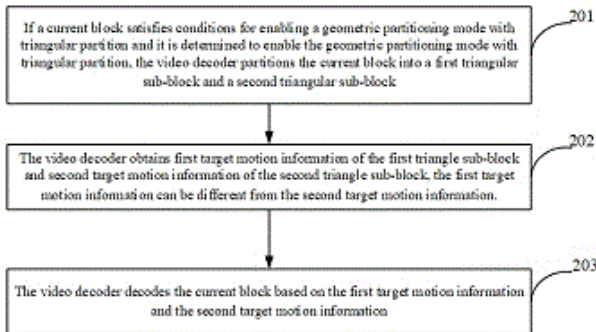 If a current block satisfies conditions for enabling a geometric partitioning mode with
triangular partition and it is determined to enable the geometric partitioning mode with
triangular partition, the video decoder partitions the current block into a first triangular
sub-block and a second triangular sub-block
201
The video decoder obtains first target motion information of the first triangle sub-block
and second target motion information of the second triangle sub-block, the first target
motion information can be different from the second target motion information.
202
The video decoder decodes the current block based on the first target motion information
and the second target motion information
203